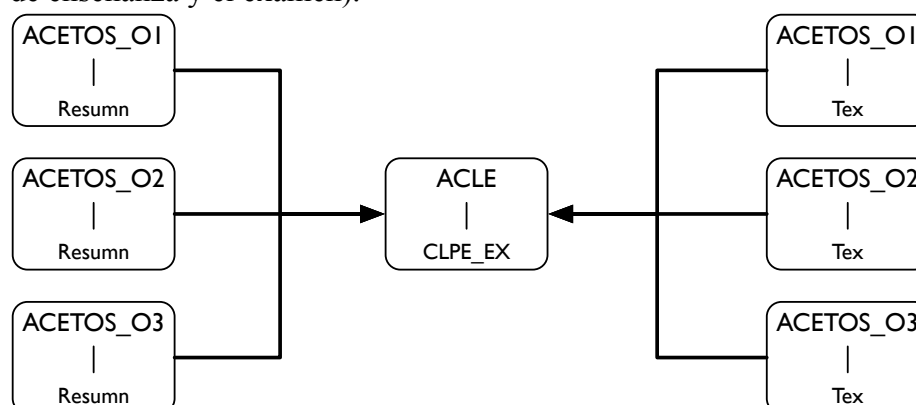 de enseñanza y el examen).
ACETOS_O1
|
Resumn
ACETOS_O2
|
Resumn
ACETOS_O3
|
Resumn
ACLE
|
CLPE_EX
ACETOS_O1
|
Tex
ACETOS_O2
|
Tex
ACETOS_O3
|
Tex